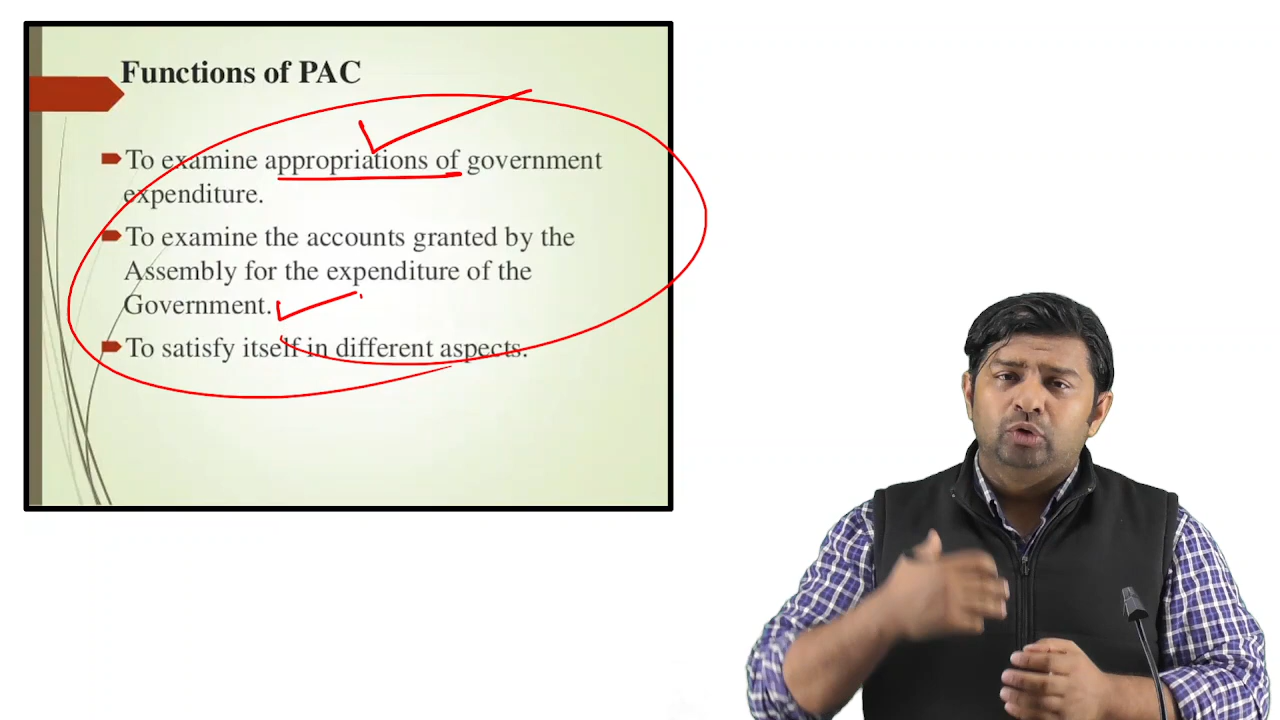 Functions of PAC
To examine appropriations of government
expenditure.
To examine the accounts granted by the
Assembly for the expenditure of the
Government.
To satisfy itself in different aspects.